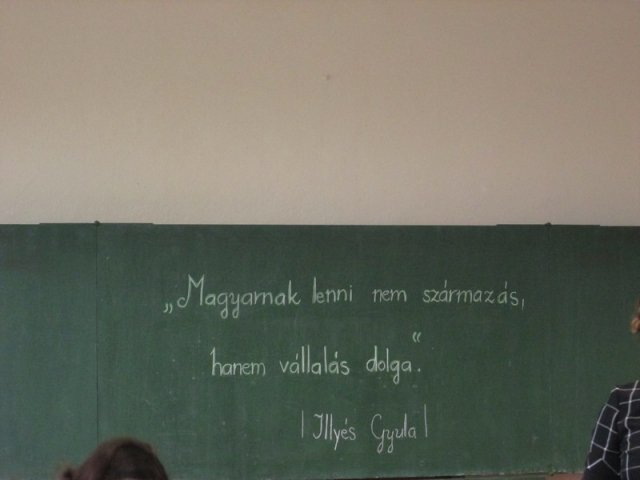 „Magyarnak lenni nem származás,
hanem vállalás dolga.“
|Illyés Gyula|